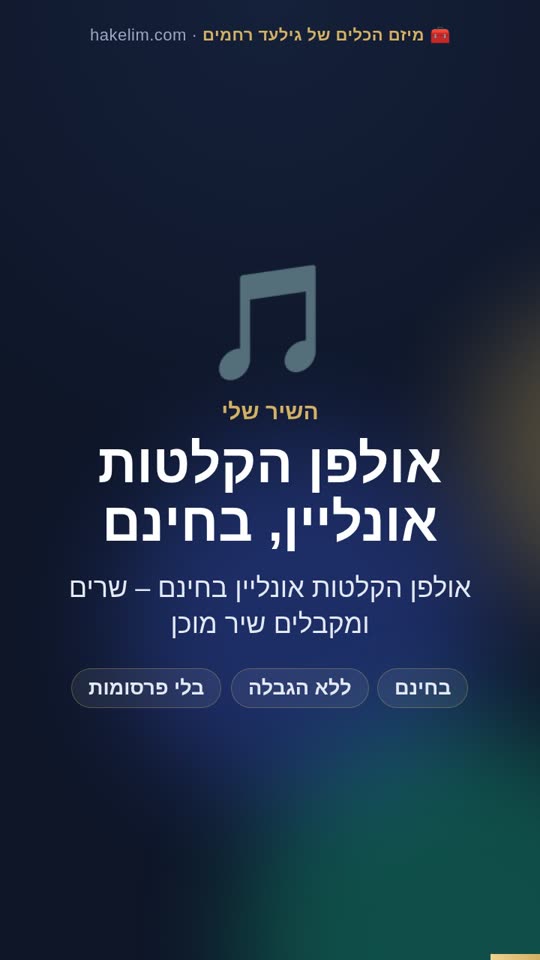 🧰 מיזם הכלים של גילעד רחמים · hakelim.com
השיר שלי
אולפן הקלטות
אונליין, בחינם
אולפן הקלטות אונליין בחינם – שרים
ומקבלים שיר מוכן
בחינם ללא הגבלה בלי פרסומות